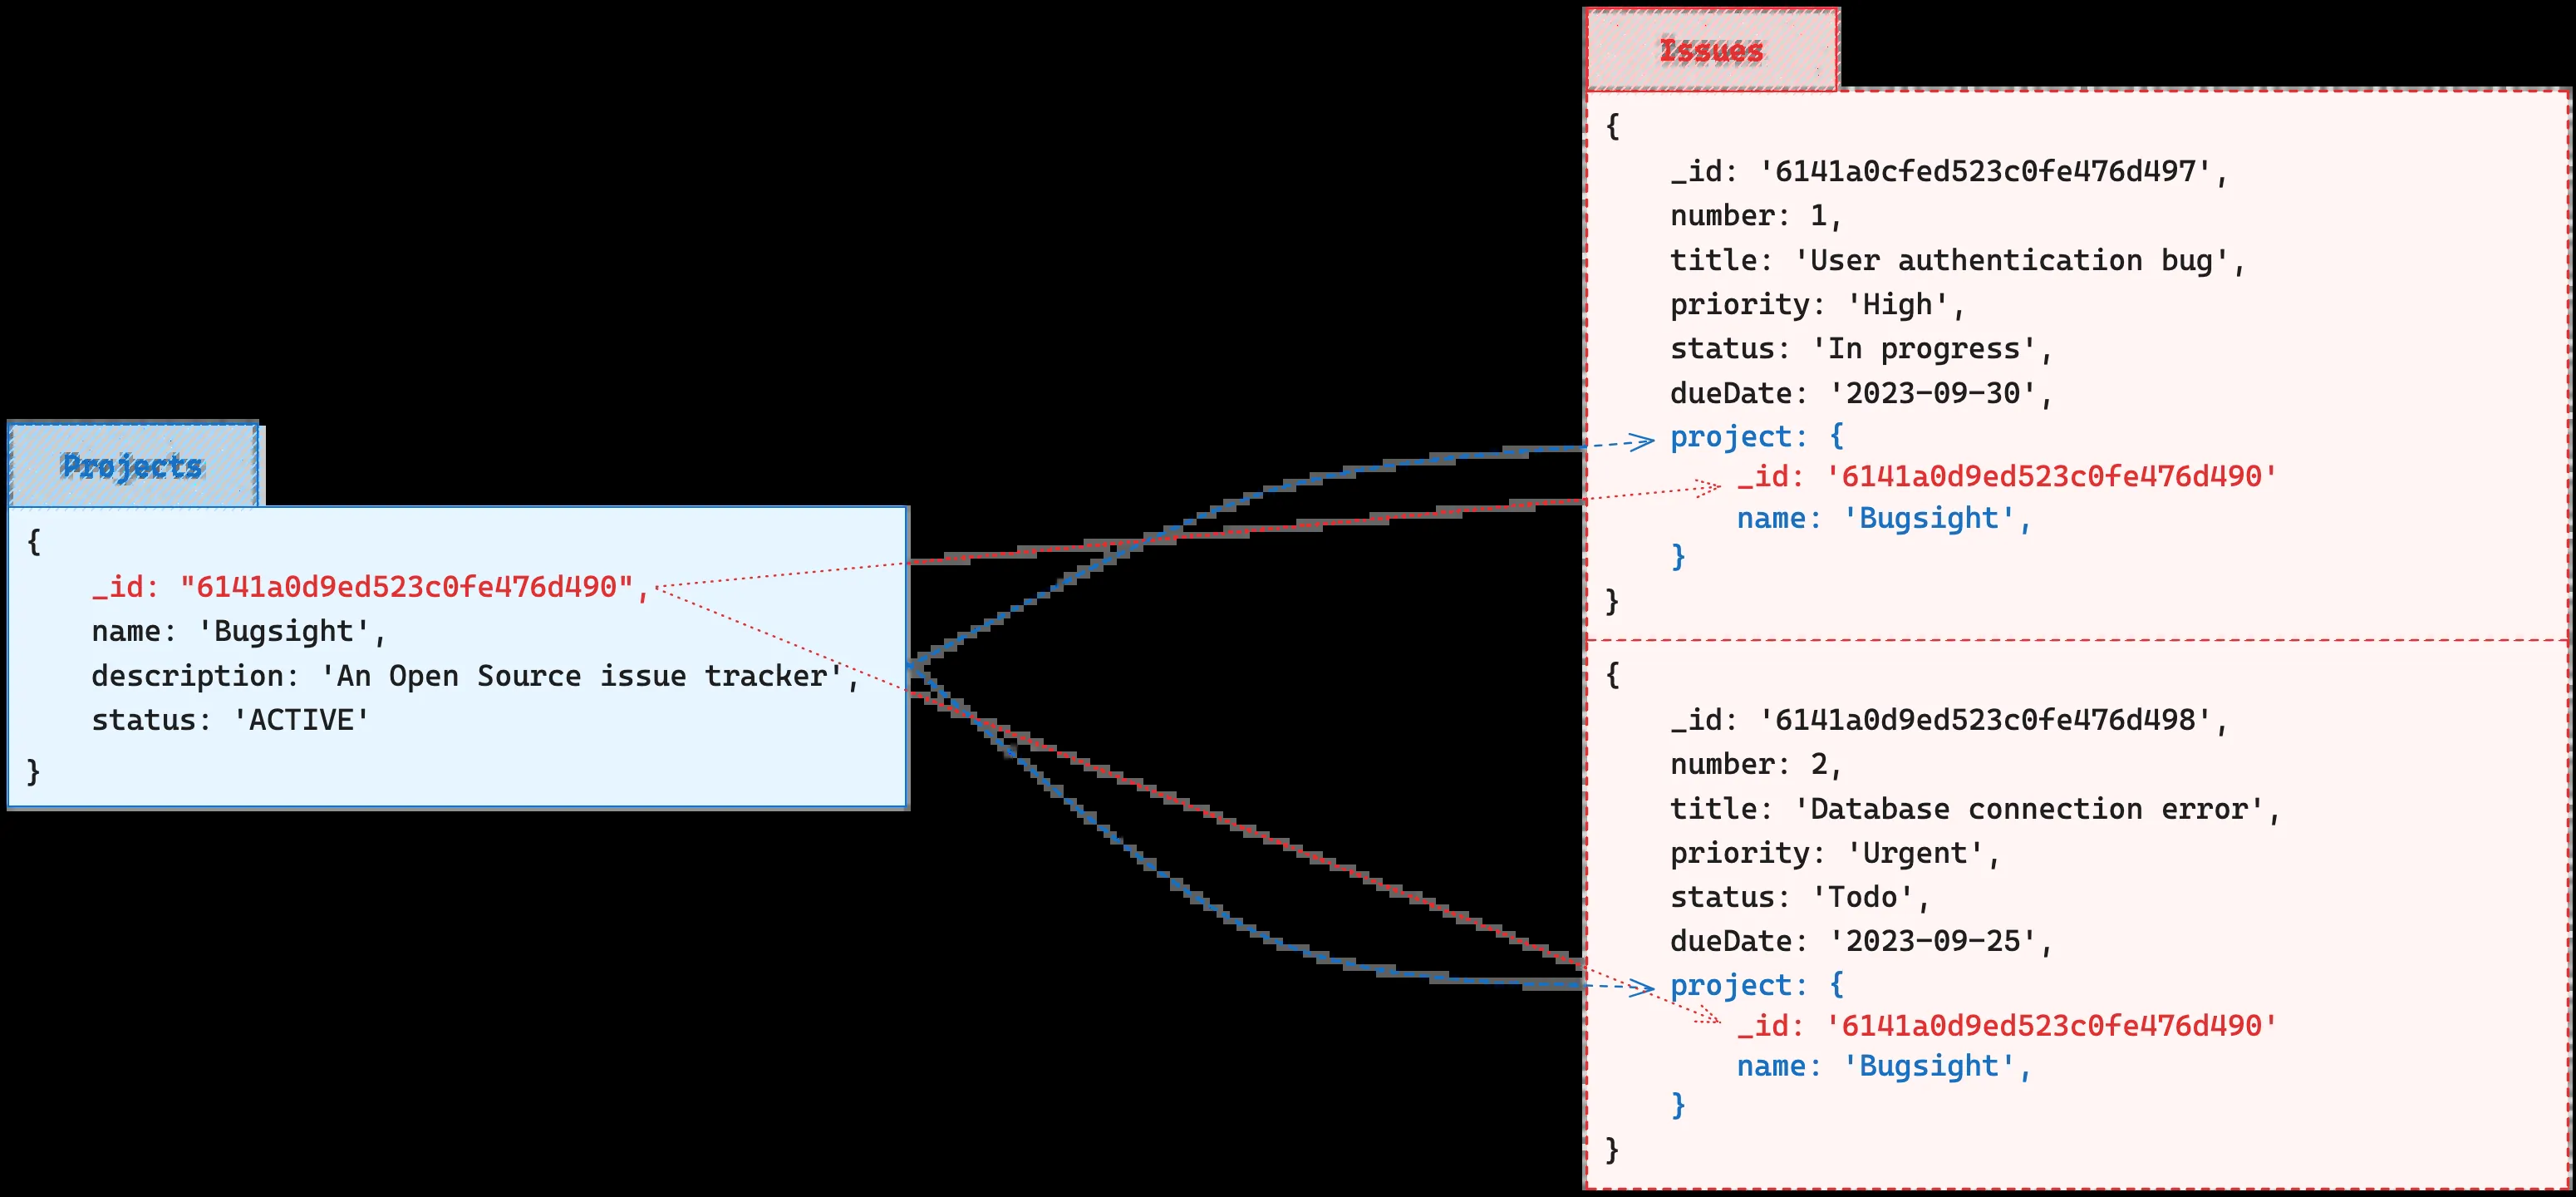 Projects
{
_id: "6141a0d9ed523c0fe476d490",
name: 'Bugsight',
description: 'An Open Source issue tracker',
status: 'ACTIVE'
}
Issues
{
_id: '6141a0cfed523c0fe476d497',
number: 1,
title: 'User authentication bug',
priority: 'High',
status: 'In progress',
dueDate: '2023-09-30',
project: {
_id: '6141a0d9ed523c0fe476d490'
name: 'Bugsight',
}
}
{
_id: '6141a0d9ed523c0fe476d498',
number: 2,
title: 'Database connection error',
priority: 'Urgent',
status: 'Todo',
dueDate: '2023-09-25',
project: {
_id: '6141a0d9ed523c0fe476d490'
name: 'Bugsight',
}
}